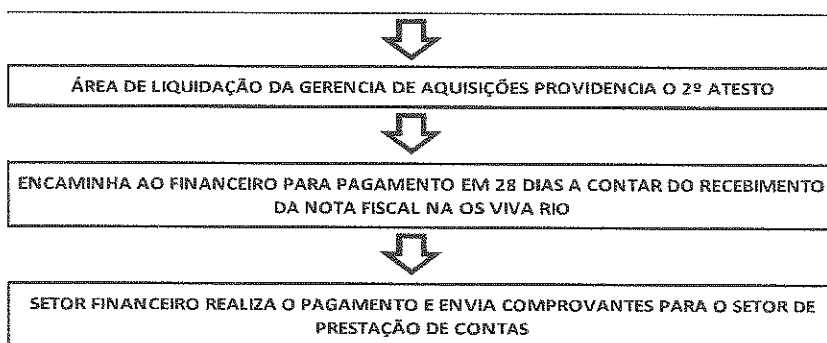 ÁREA DE LIQUIDAÇÃO DA GERENCIA DE AQUISIÇÕES PROVIDENCIA O 2º ATESTO
ENCAMINHA AO FINANCEIRO PARA PAGAMENTO EM 28 DIAS A CONTAR DO RECEBIMENTO
DA NOTA FISCAL NA OS VIVA RIO
SETOR FINANCEIRO REALIZA O PAGAMENTO E ENVIA COMPROVANTES PARA O SETOR DE
PRESTAÇÃO DE CONTAS